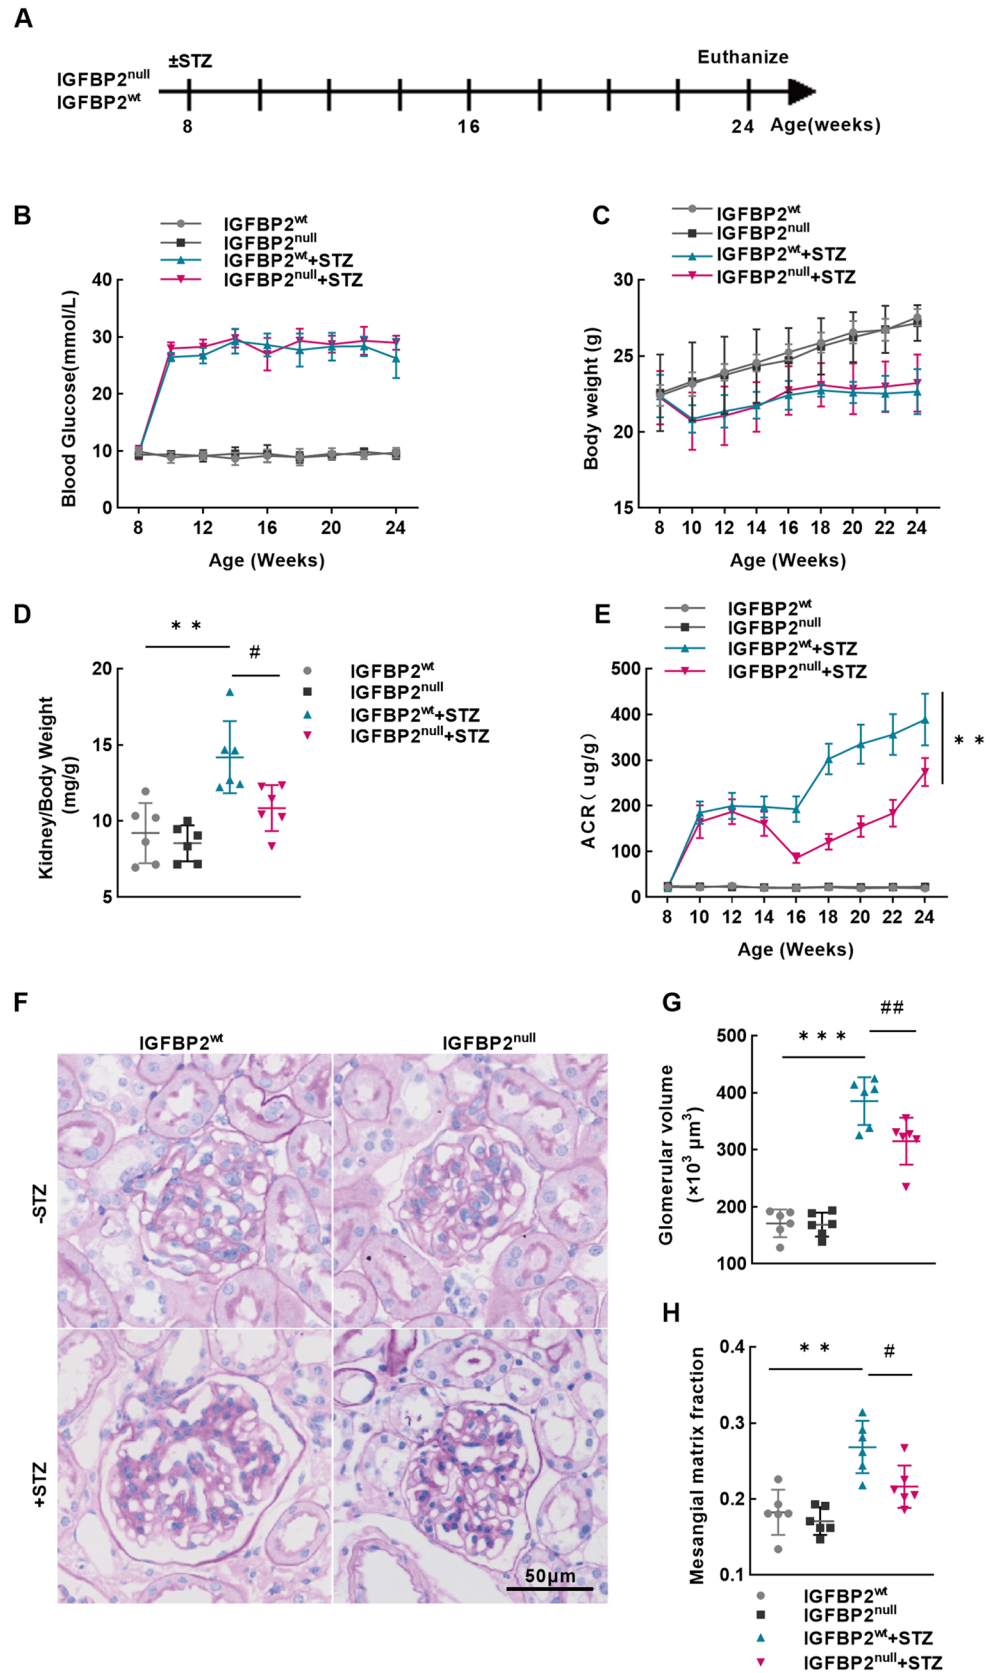 A
±STZ
Euthanize
IGFBP2null
IGFBP2wt
8
16
24
Age(weeks)
B
IGFBP2wt
IGFBP2null
IGFBP2wt+STZ
IGFBP2null+STZ
Blood Glucose(mmol/L)
40
30
20
10
0
8
12
16
20
24
Age (Weeks)
C
IGFBP2wt
IGFBP2null
IGFBP2wt+STZ
IGFBP2null+STZ
Body weight (g)
30
25
20
15
8
10
12
14
16
18
20
22
24
Age (Weeks)
D
* *
#
Kidney/Body Weight
(mg/g)
20
15
10
5
IGFBP2wt
IGFBP2null
IGFBP2wt+STZ
IGFBP2null+STZ
E
IGFBP2wt
IGFBP2null
IGFBP2wt+STZ
IGFBP2null+STZ
ACR( ug/g)
500
400
300
200
100
0
* *
8
10
12
14
16
18
20
22
24
Age (Weeks)
F
IGFBP2wt
IGFBP2null
-STZ
+STZ
50μm
G
* * *
##
Glomerular volume
(×10³ μm³)
500
400
300
200
100
H
* *
#
Mesangial matrix fraction
0.4
0.3
0.2
0.1
IGFBP2wt
IGFBP2null
IGFBP2wt+STZ
IGFBP2null+STZ